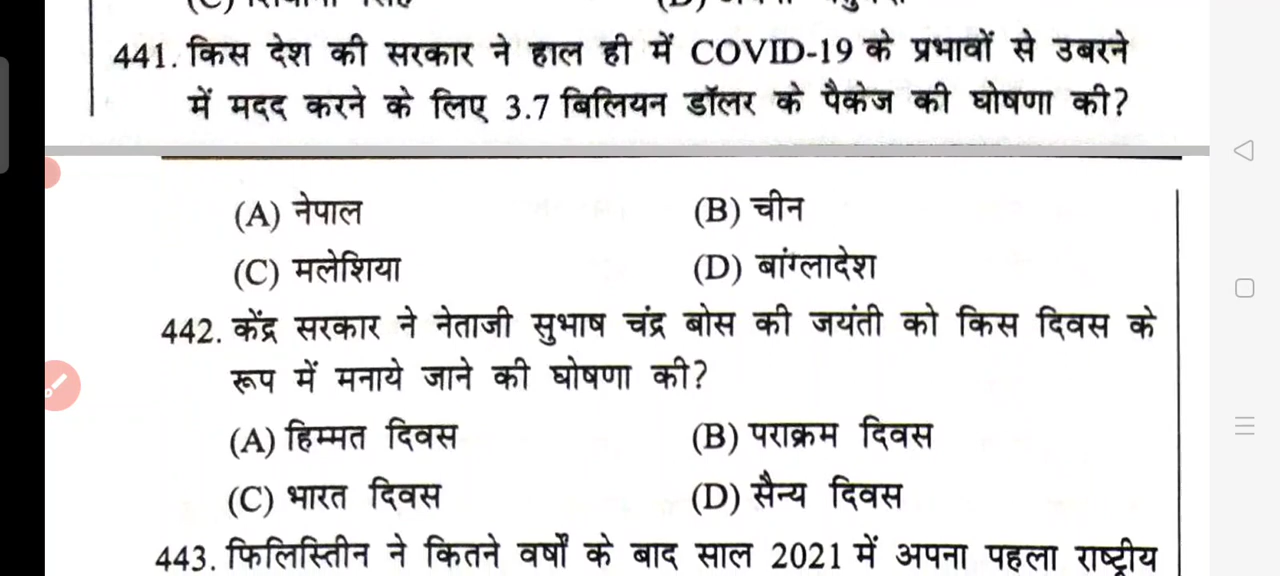 441. किस देश की सरकार ने हाल ही में COVID-19 के प्रभावों से उबरने
में मदद करने के लिए 3.7 बिलियन डॉलर के पैकेज की घोषणा की?
(A) नेपाल (B) चीन
(C) मलेशिया (D) बांग्लादेश
442. केंद्र सरकार ने नेताजी सुभाष चंद्र बोस की जयंती को किस दिवस के
रूप में मनाये जाने की घोषणा की?
(A) हिम्मत दिवस (B) पराक्रम दिवस
(C) भारत दिवस (D) सैन्य दिवस
443. फिलिस्तीन ने कितने वर्षों के बाद साल 2021 में अपना पहला राष्ट्रीय